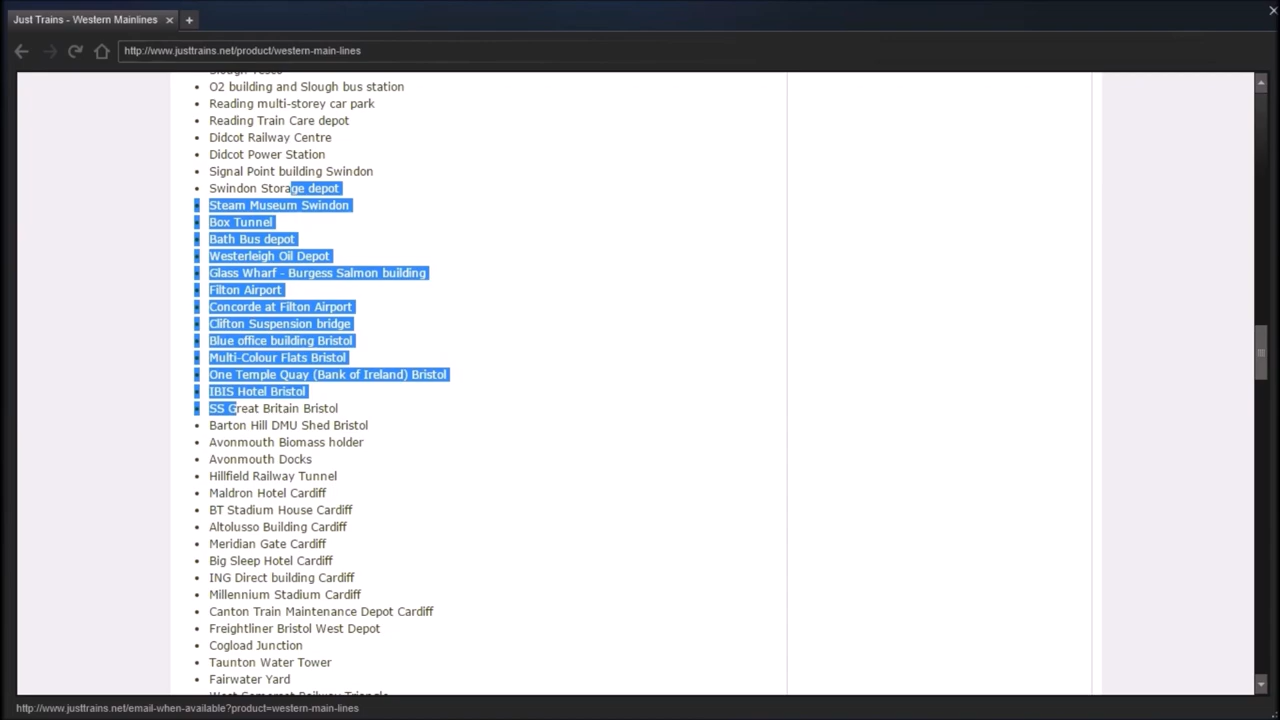 Just Trains - Western Mainlines
http://www.justtrains.net/product/western-main-lines
Slough Tesco
O2 building and Slough bus station
Reading multi-storey car park
Reading Train Care depot
Didcot Railway Centre
Didcot Power Station
Signal Point building Swindon
Swindon Storage depot
Steam Museum Swindon
Box Tunnel
Bath Bus depot
Westerleigh Oil Depot
Glass Wharf - Burgess Salmon building
Filton Airport
Concorde at Filton Airport
Clifton Suspension bridge
Blue office building Bristol
Multi-Colour Flats Bristol
One Temple Quay (Bank of Ireland) Bristol
IBIS Hotel Bristol
SS Great Britain Bristol
Barton Hill DMU Shed Bristol
Avonmouth Biomass holder
Avonmouth Docks
Hillfield Railway Tunnel
Maldron Hotel Cardiff
BT Stadium House Cardiff
Altolusso Building Cardiff
Meridian Gate Cardiff
Big Sleep Hotel Cardiff
ING Direct building Cardiff
Millennium Stadium Cardiff
Canton Train Maintenance Depot Cardiff
Freightliner Bristol West Depot
Cogload Junction
Taunton Water Tower
Fairwater Yard
West Somerset Railway Triangle
http://www.justtrains.net/email-when-available?product=western-main-lines